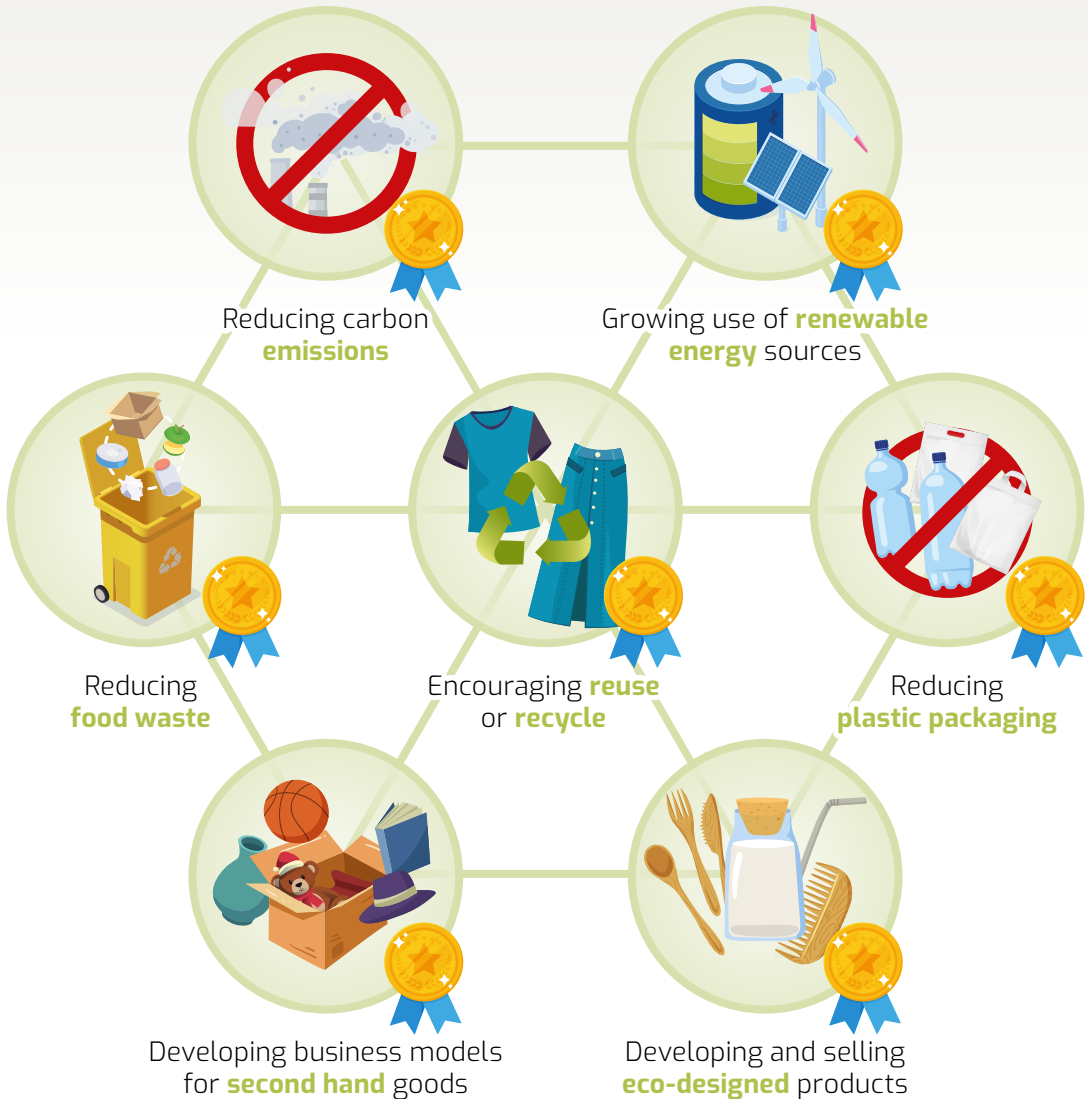 Reducing carbon
emissions
Growing use of renewable
energy sources
Reducing
food waste
Encouraging reuse
or recycle
Reducing
plastic packaging
Developing business models
for second hand goods
Developing and selling
eco-designed products